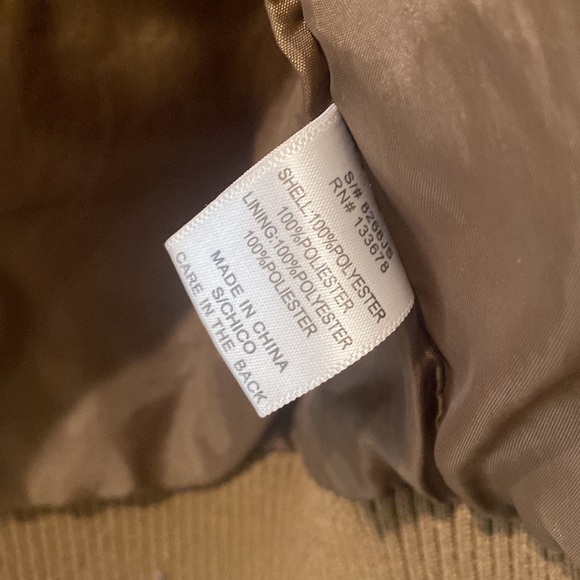 S/# 8268JB
RN# 133678
SHELL:100%POLYESTER
100%POLIESTER
LINING:100%POLYESTER
100%POLIESTER
MADE IN CHINA
S/CHICO
CARE IN THE BACK